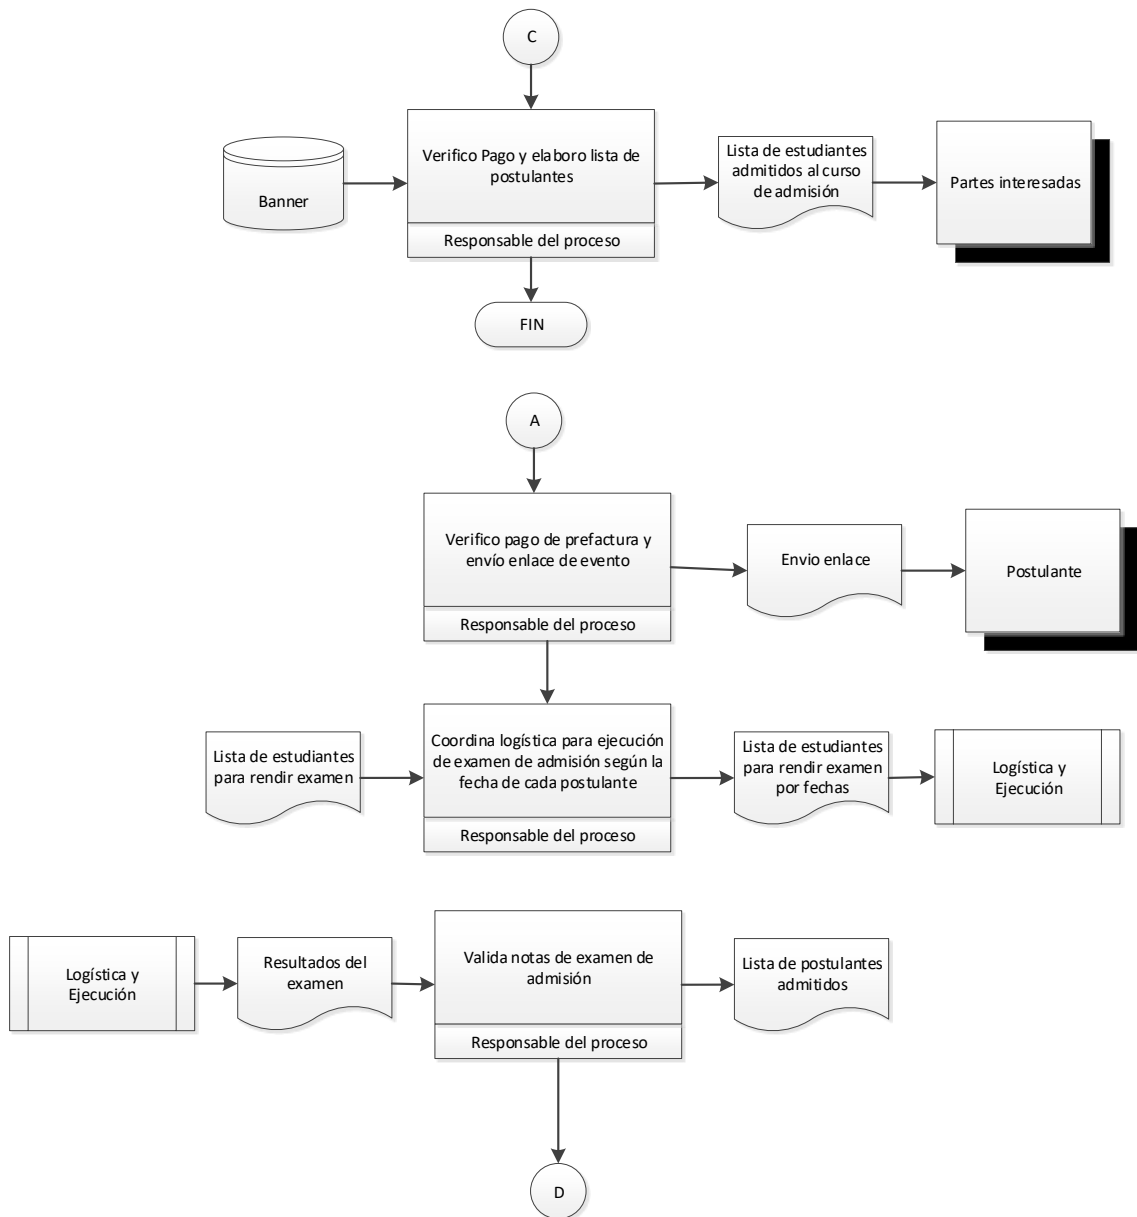 C
Verifico Pago y elaboro lista de
postulantes
Responsable del proceso
Banner
Lista de estudiantes
admitidos al curso
de admisión
Partes interesadas
FIN
A
Verifico pago de prefactura y
envío enlace de evento
Responsable del proceso
Envio enlace
Postulante
Lista de estudiantes
para rendir examen
Coordina logística para ejecución
de examen de admisión según la
fecha de cada postulante
Responsable del proceso
Lista de estudiantes
para rendir examen
por fechas
Logística y
Ejecución
Logística y
Ejecución
Resultados del
examen
Valida notas de examen de
admisión
Responsable del proceso
Lista de postulantes
admitidos
D